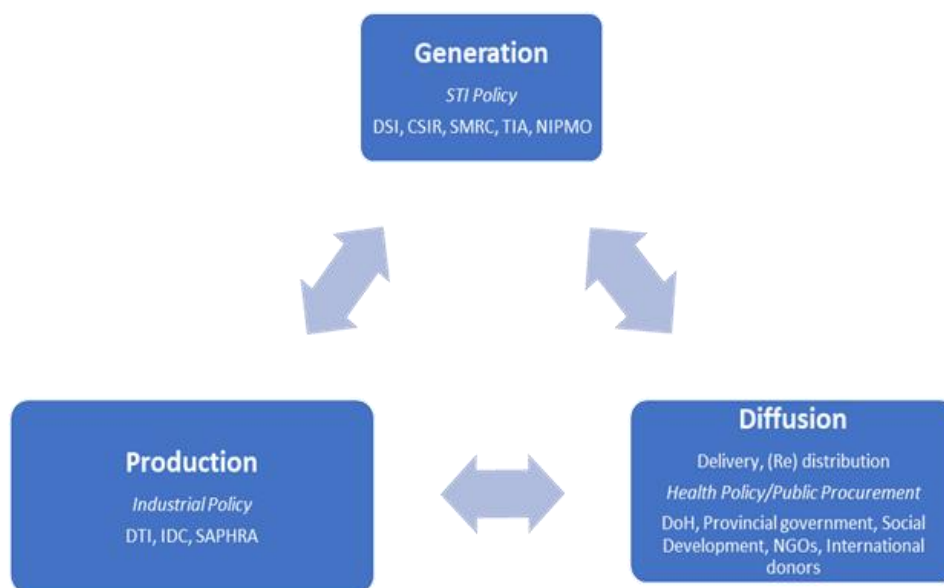 Generation
STI Policy
DSI, CSIR, SMRC, TIA, NIPMO
Production
Industrial Policy
DTI, IDC, SAPHRA
Diffusion
Delivery, (Re) distribution
Health Policy/Public Procurement
DoH, Provincial government, Social
Development, NGOs, International
donors